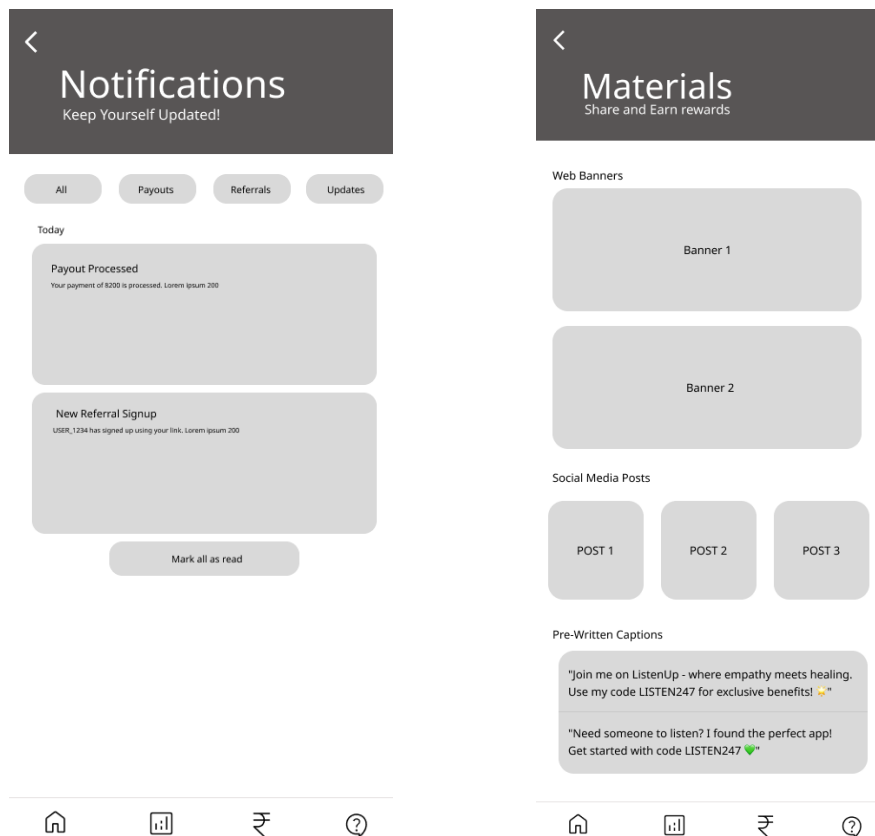 Notifications
Keep Yourself Updated!
All
Payouts
Referrals
Updates
Today
Payout Processed
Your payment of 8200 is processed. Lorem ipsum 200
New Referral Signup
USER_1234 has signed up using your link. Lorem ipsum 200
Mark all as read
Materials
Share and Earn rewards
Web Banners
Banner 1
Banner 2
Social Media Posts
POST 1
POST 2
POST 3
Pre-Written Captions
"Join me on ListenUp - where empathy meets healing.
Use my code LISTEN247 for exclusive benefits! 🌟"
"Need someone to listen? I found the perfect app!
Get started with code LISTEN247 💚"